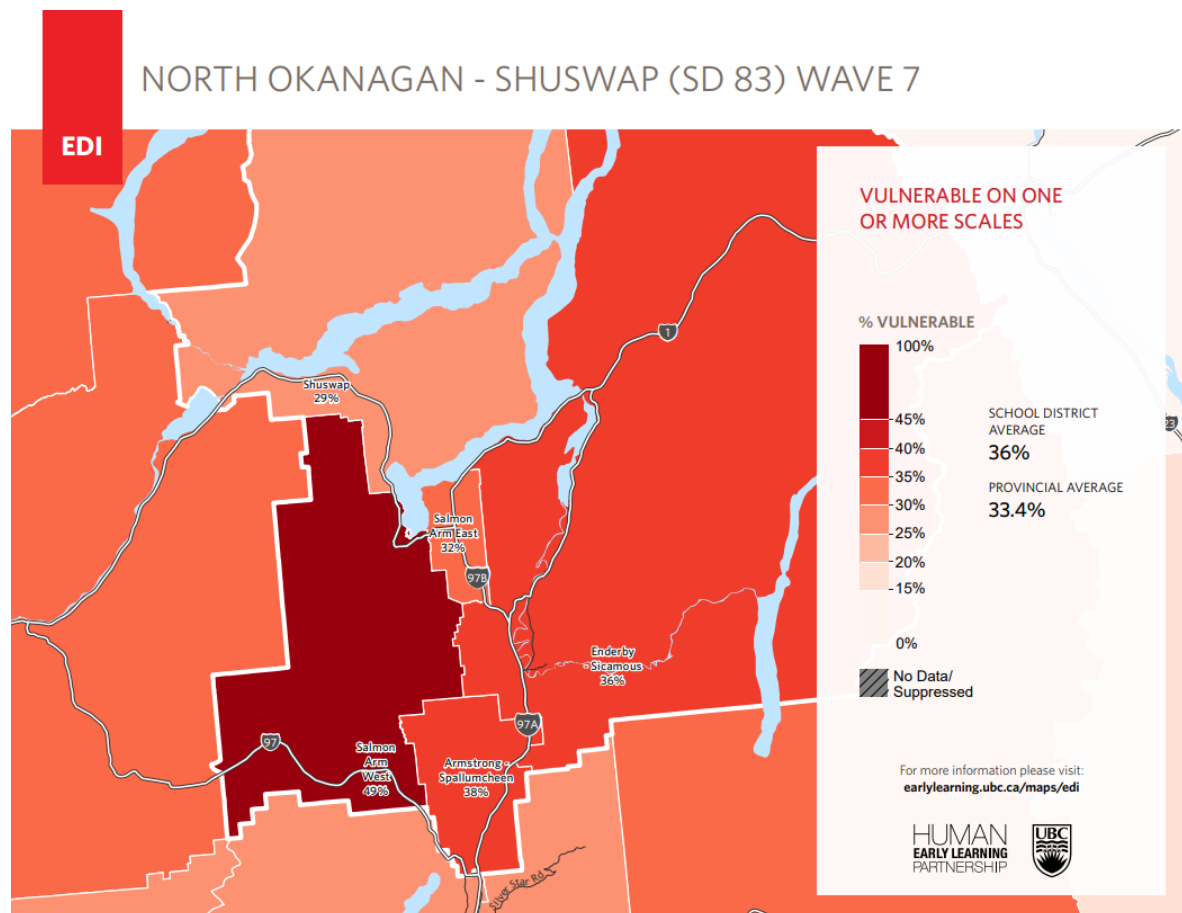 EDI
NORTH OKANAGAN - SHUSWAP (SD 83) WAVE 7
Shuswap
29%
1
Salmon
Arm East
32%
97B
Enderby
- Sicamous
36%
97A
97
Salmon
Arm
West
49%
Armstrong -
Spallumcheen
38%
Silver Star Rd
VULNERABLE ON ONE
OR MORE SCALES
% VULNERABLE
100%
45%
40%
35%
30%
25%
20%
15%
0%
No Data/
Suppressed
SCHOOL DISTRICT
AVERAGE
36%
PROVINCIAL AVERAGE
33.4%
23
For more information please visit:
earlylearning.ubc.ca/maps/edi
HUMAN
EARLY LEARNING
PARTNERSHIP
UBC